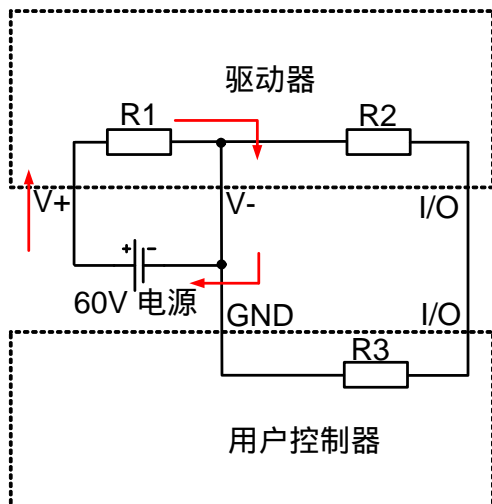 驱动器
R1
R2
V+
V-
I/O
+
-
60V 电源
GND
I/O
R3
用户控制器